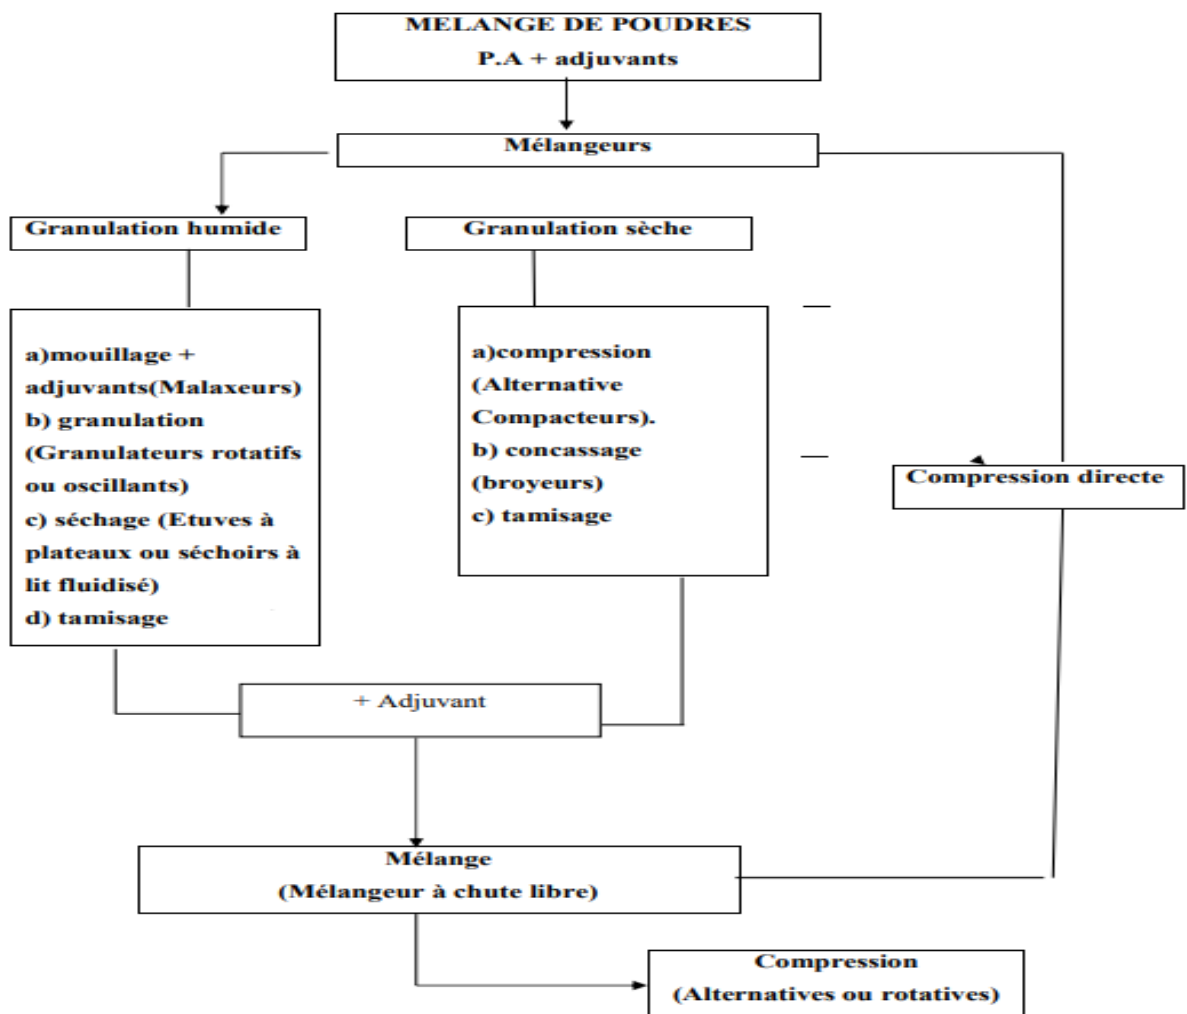 MELANGE DE POUDRES
P.A + adjuvants
Mélangeurs
Granulation humide
Granulation sèche
a)mouillage +
adjuvants(Malaxeurs)
b) granulation
(Granulateurs rotatifs
ou oscillants)
c) séchage (Etuves à
plateaux ou séchoirs à
lit fluidisé)
d) tamisage
a)compression
(Alternative
Compacteurs).
b) concassage
(broyeurs)
c) tamisage
Compression directe
+ Adjuvant
Mélange
(Mélangeur à chute libre)
Compression
(Alternatives ou rotatives)